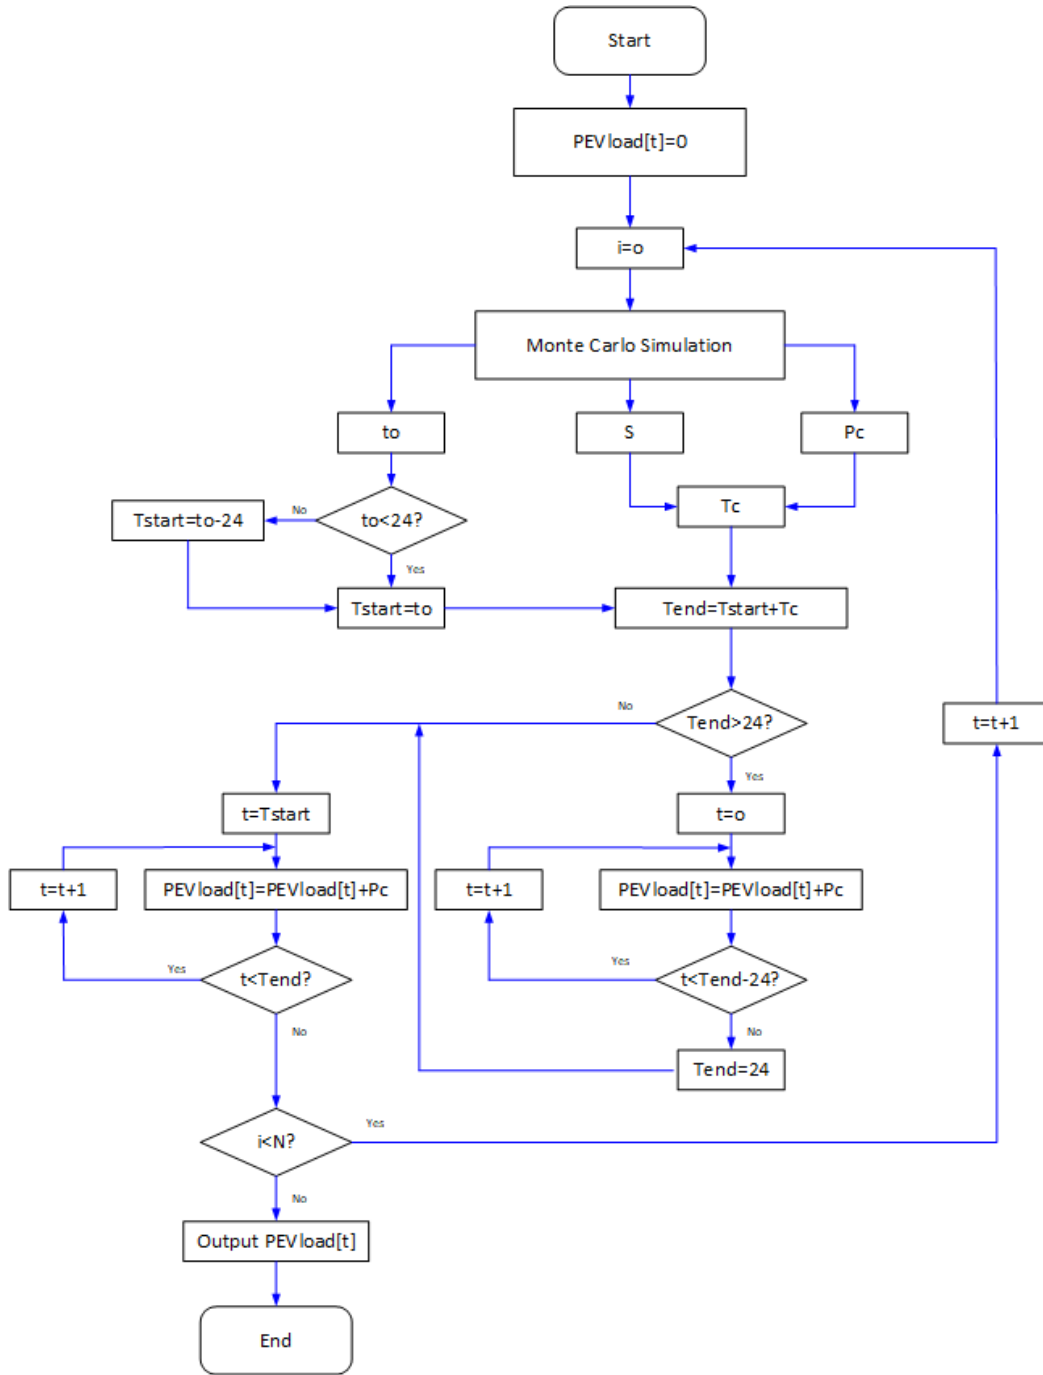 Start
PEVload[t]=0
i=o
Monte Carlo Simulation
to
S
Pc
Tstart=to-24
No
to<24?
Tc
Yes
Tstart=to
Tend=Tstart+Tc
No
Tend>24?
t=t+1
Yes
t=Tstart
t=o
t=t+1
PEVload[t]=PEVload[t]+Pc
t=t+1
PEVload[t]=PEVload[t]+Pc
Yes
t<Tend?
Yes
t<Tend-24?
No
No
Tend=24
i<N?
Yes
No
Output PEVload[t]
End